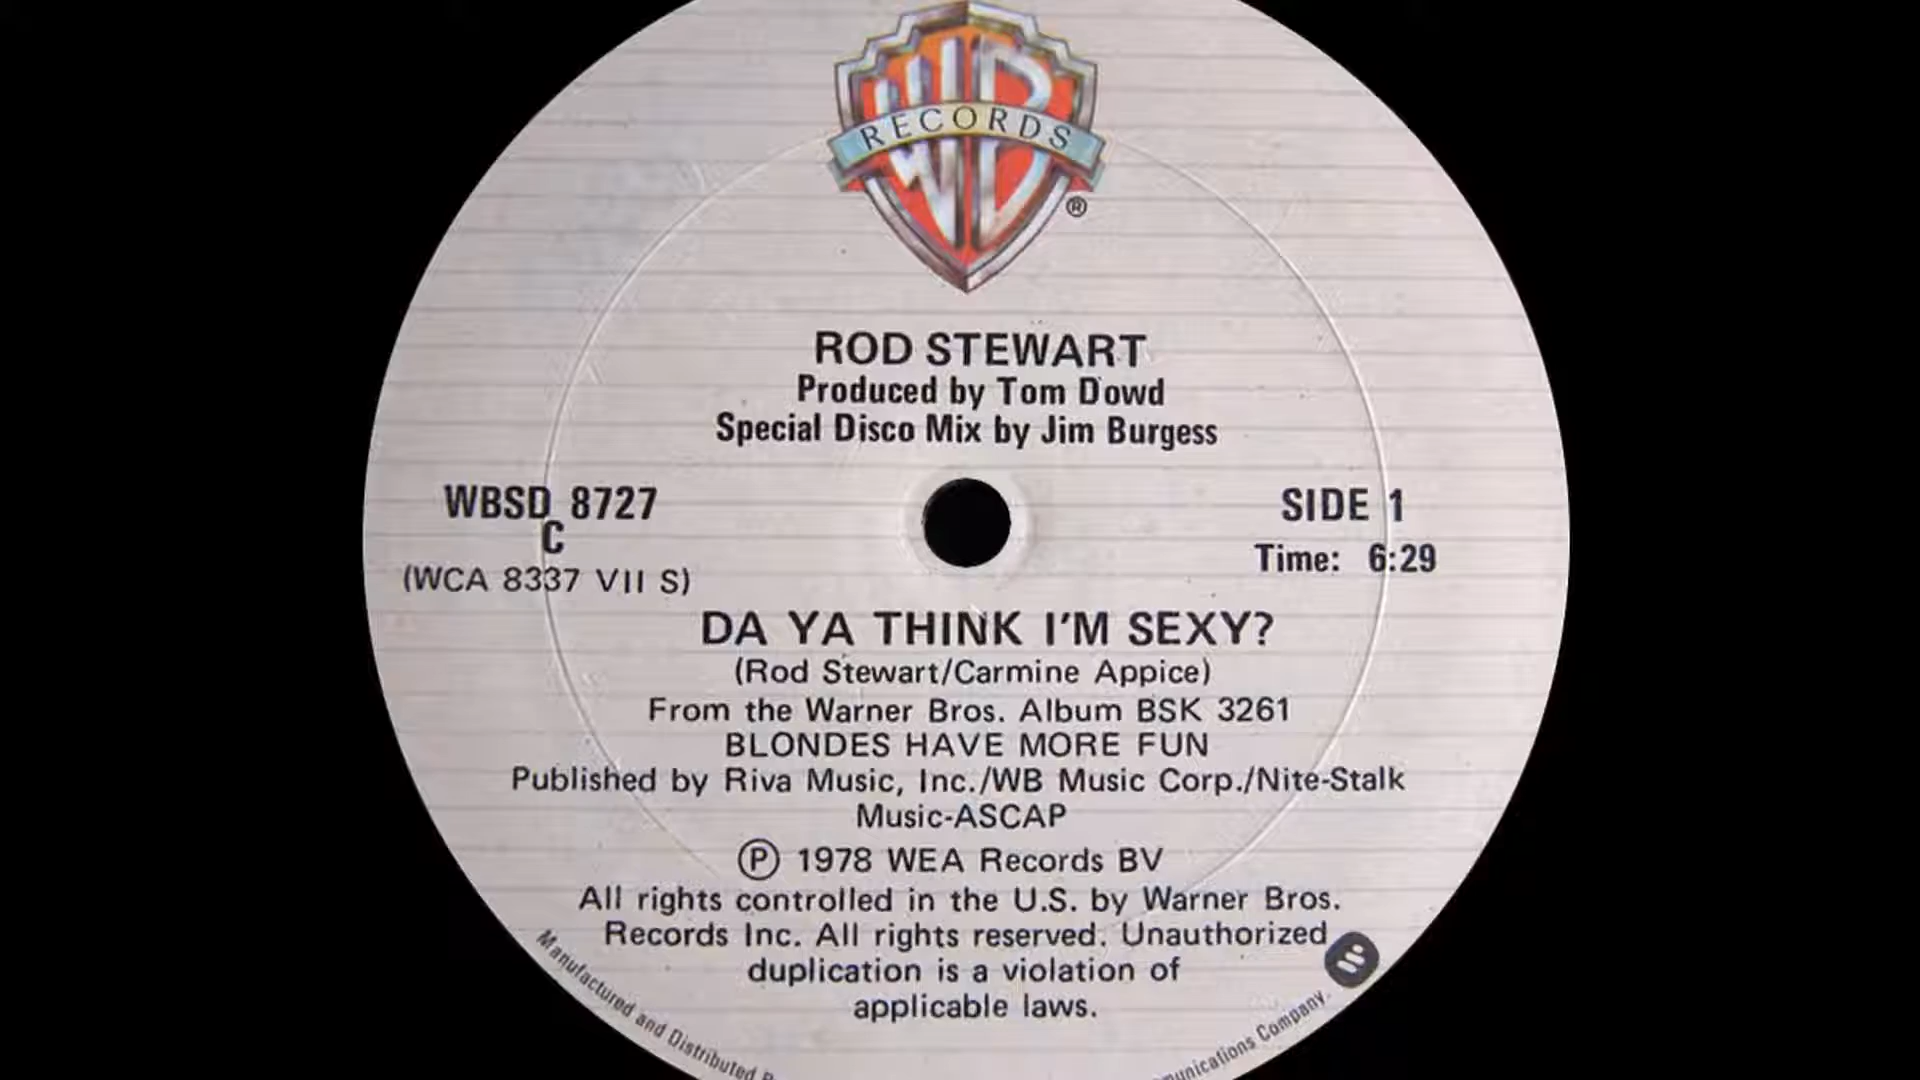 WB
RECORDS
®
ROD STEWART
Produced by Tom Dowd
Special Disco Mix by Jim Burgess
WBSD 8727
C
(WCA 8337 VII S)
SIDE 1
Time: 6:29
DA YA THINK I'M SEXY?
(Rod Stewart/Carmine Appice)
From the Warner Bros. Album BSK 3261
BLONDES HAVE MORE FUN
Published by Riva Music, Inc./WB Music Corp./Nite-Stalk
Music-ASCAP
Ⓟ 1978 WEA Records BV
All rights controlled in the U.S. by Warner Bros.
Records Inc. All rights reserved. Unauthorized
duplication is a violation of
applicable laws.
Manufactured and Distributed
Company.